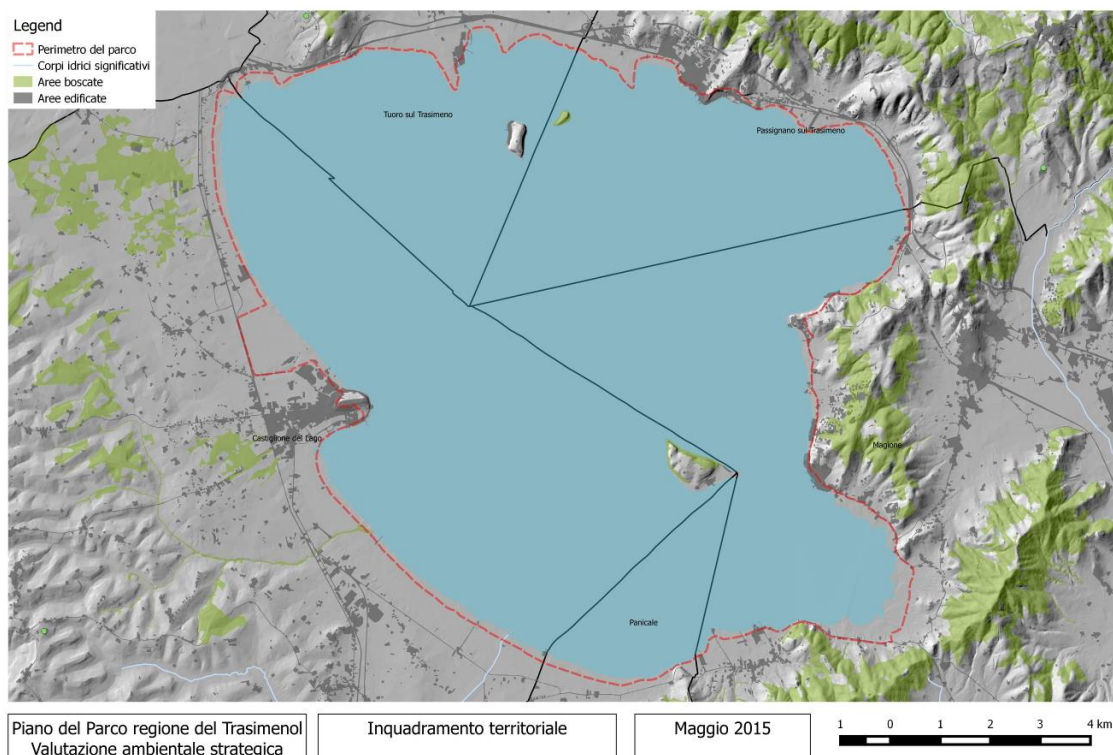 Legend
Perimetro del parco
Corpi idrici significativi
Aree boscate
Aree edificate
Tuoro sul Trasimeno
Passignano sul Trasimeno
Castiglione del Lago
Magione
Panicale
Piano del Parco regione del Trasimenol
Valutazione ambientale strategica
Inquadramento territoriale
Maggio 2015
1 0 1 2 3 4 km